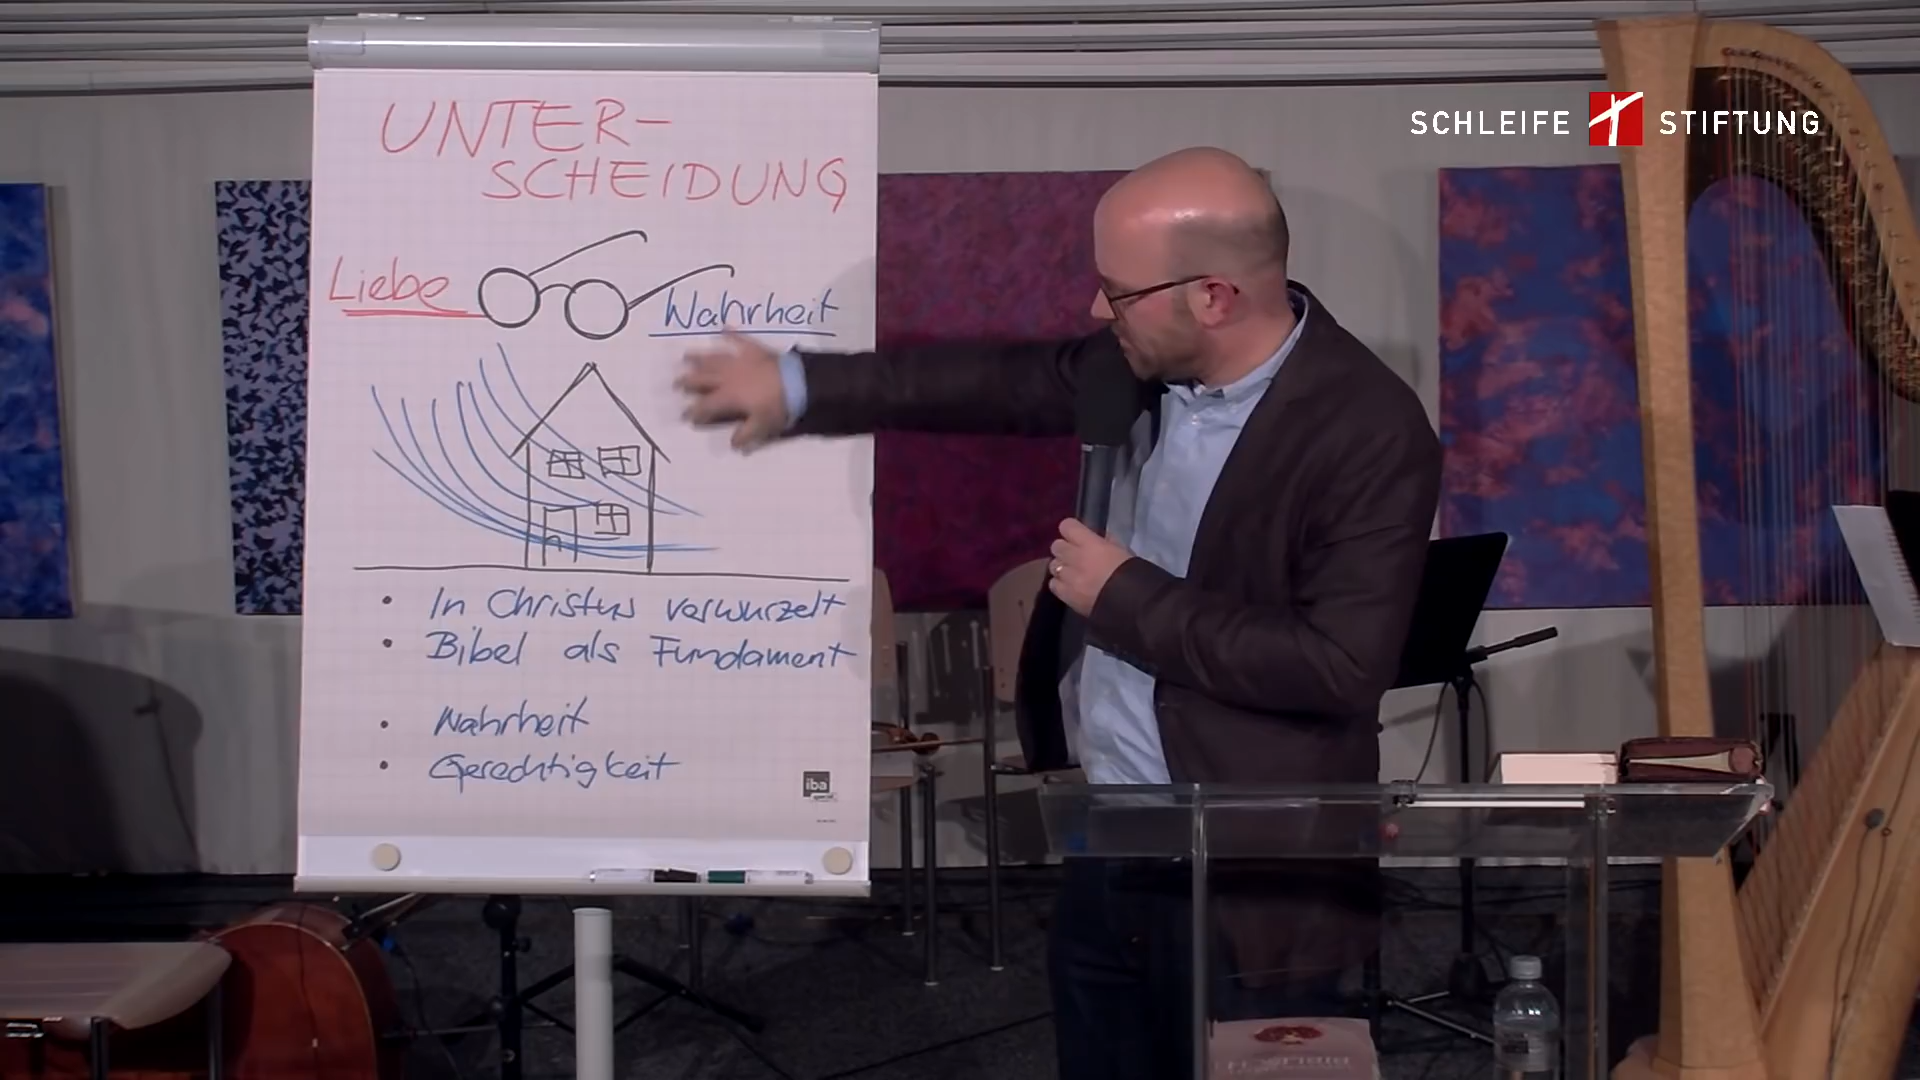 SCHLEIFE STIFTUNG
UNTER-
SCHEIDUNG
Liebe
Wahrheit
• In Christus verwurzelt
• Bibel als Fundament
• Wahrheit
• Gerechtigkeit
iba